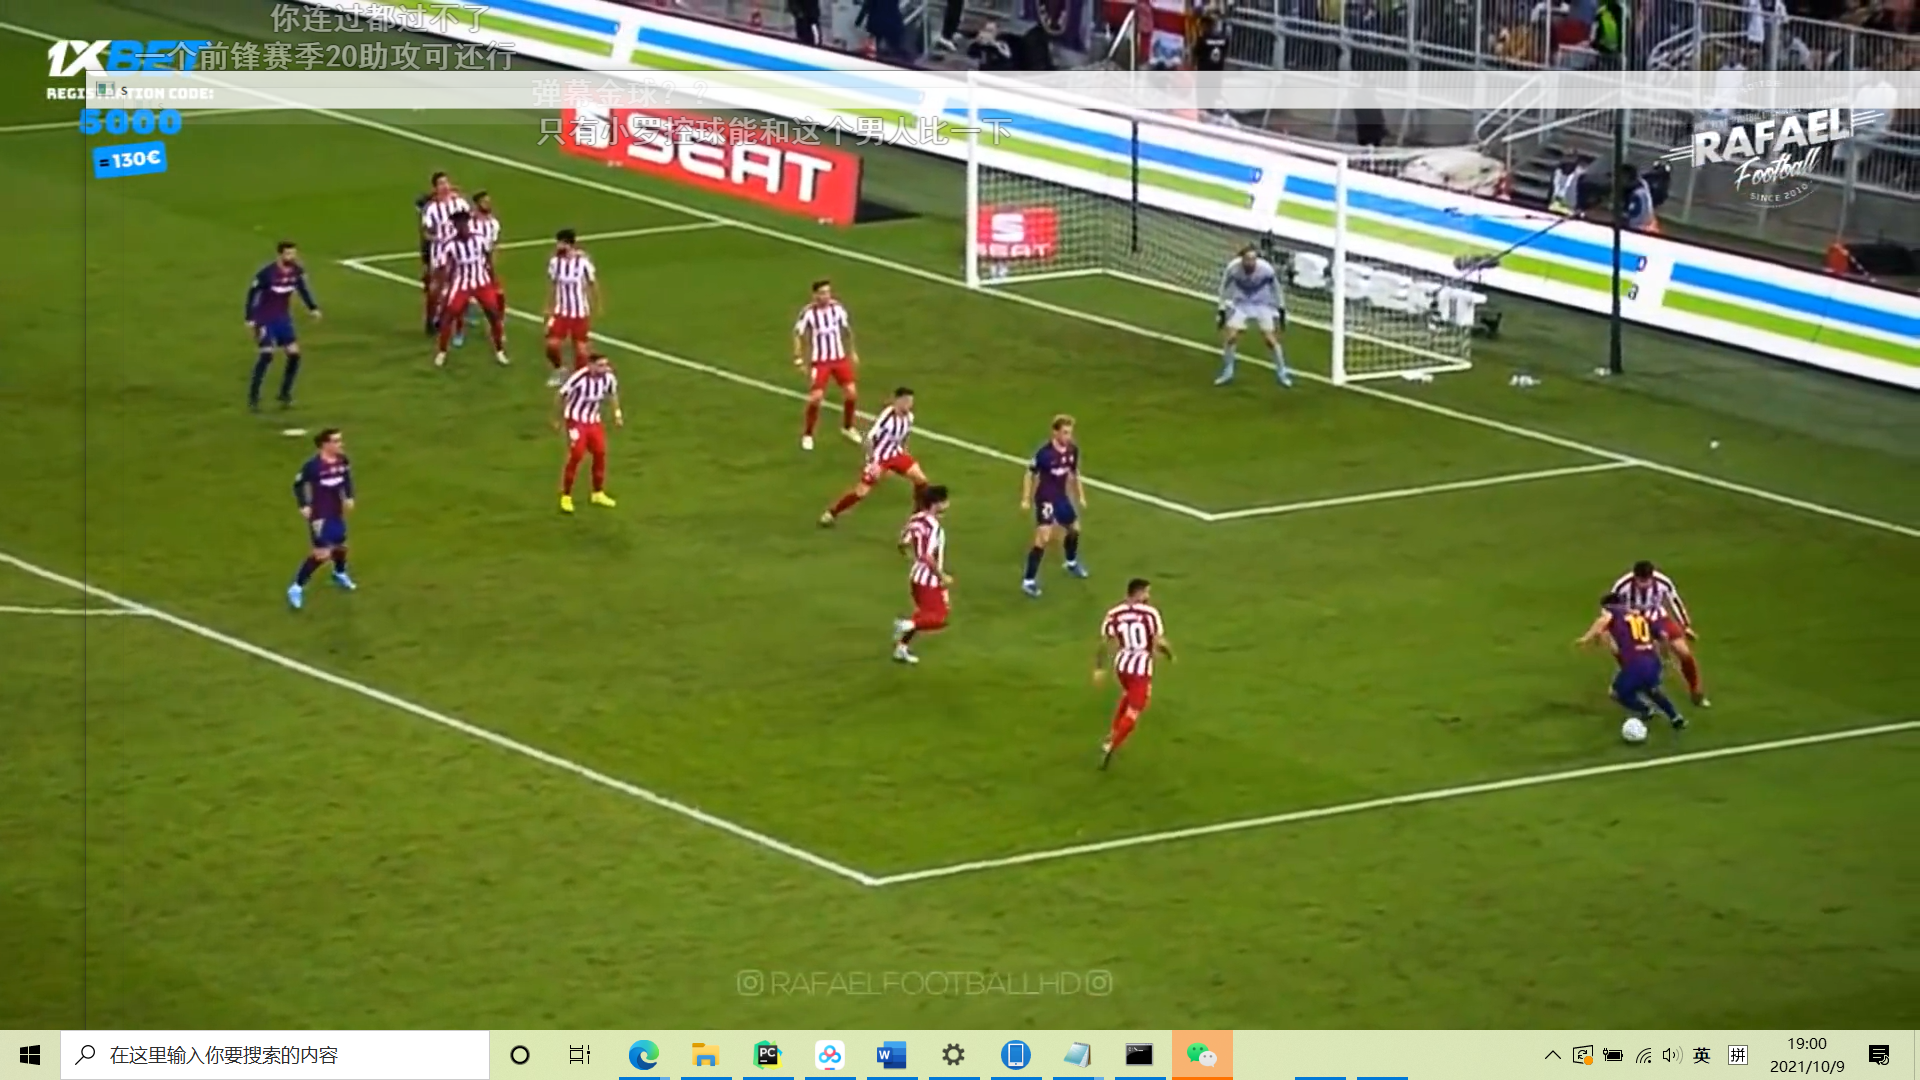 你连过都过不了
一个前锋赛季20助攻可还行
1XBET
REGISTRATION CODE:
s
弹幕金球？？
5000
只有小罗控球能和这个男人比一下
=130€
SEAT
RAFAEL
Football
SINCE 2010
S
SEAT
SEAT
10
10
RAFAELFOOTBALLHD
在这里输入你要搜索的内容
PC
W
英
拼
19:00
2021/10/9